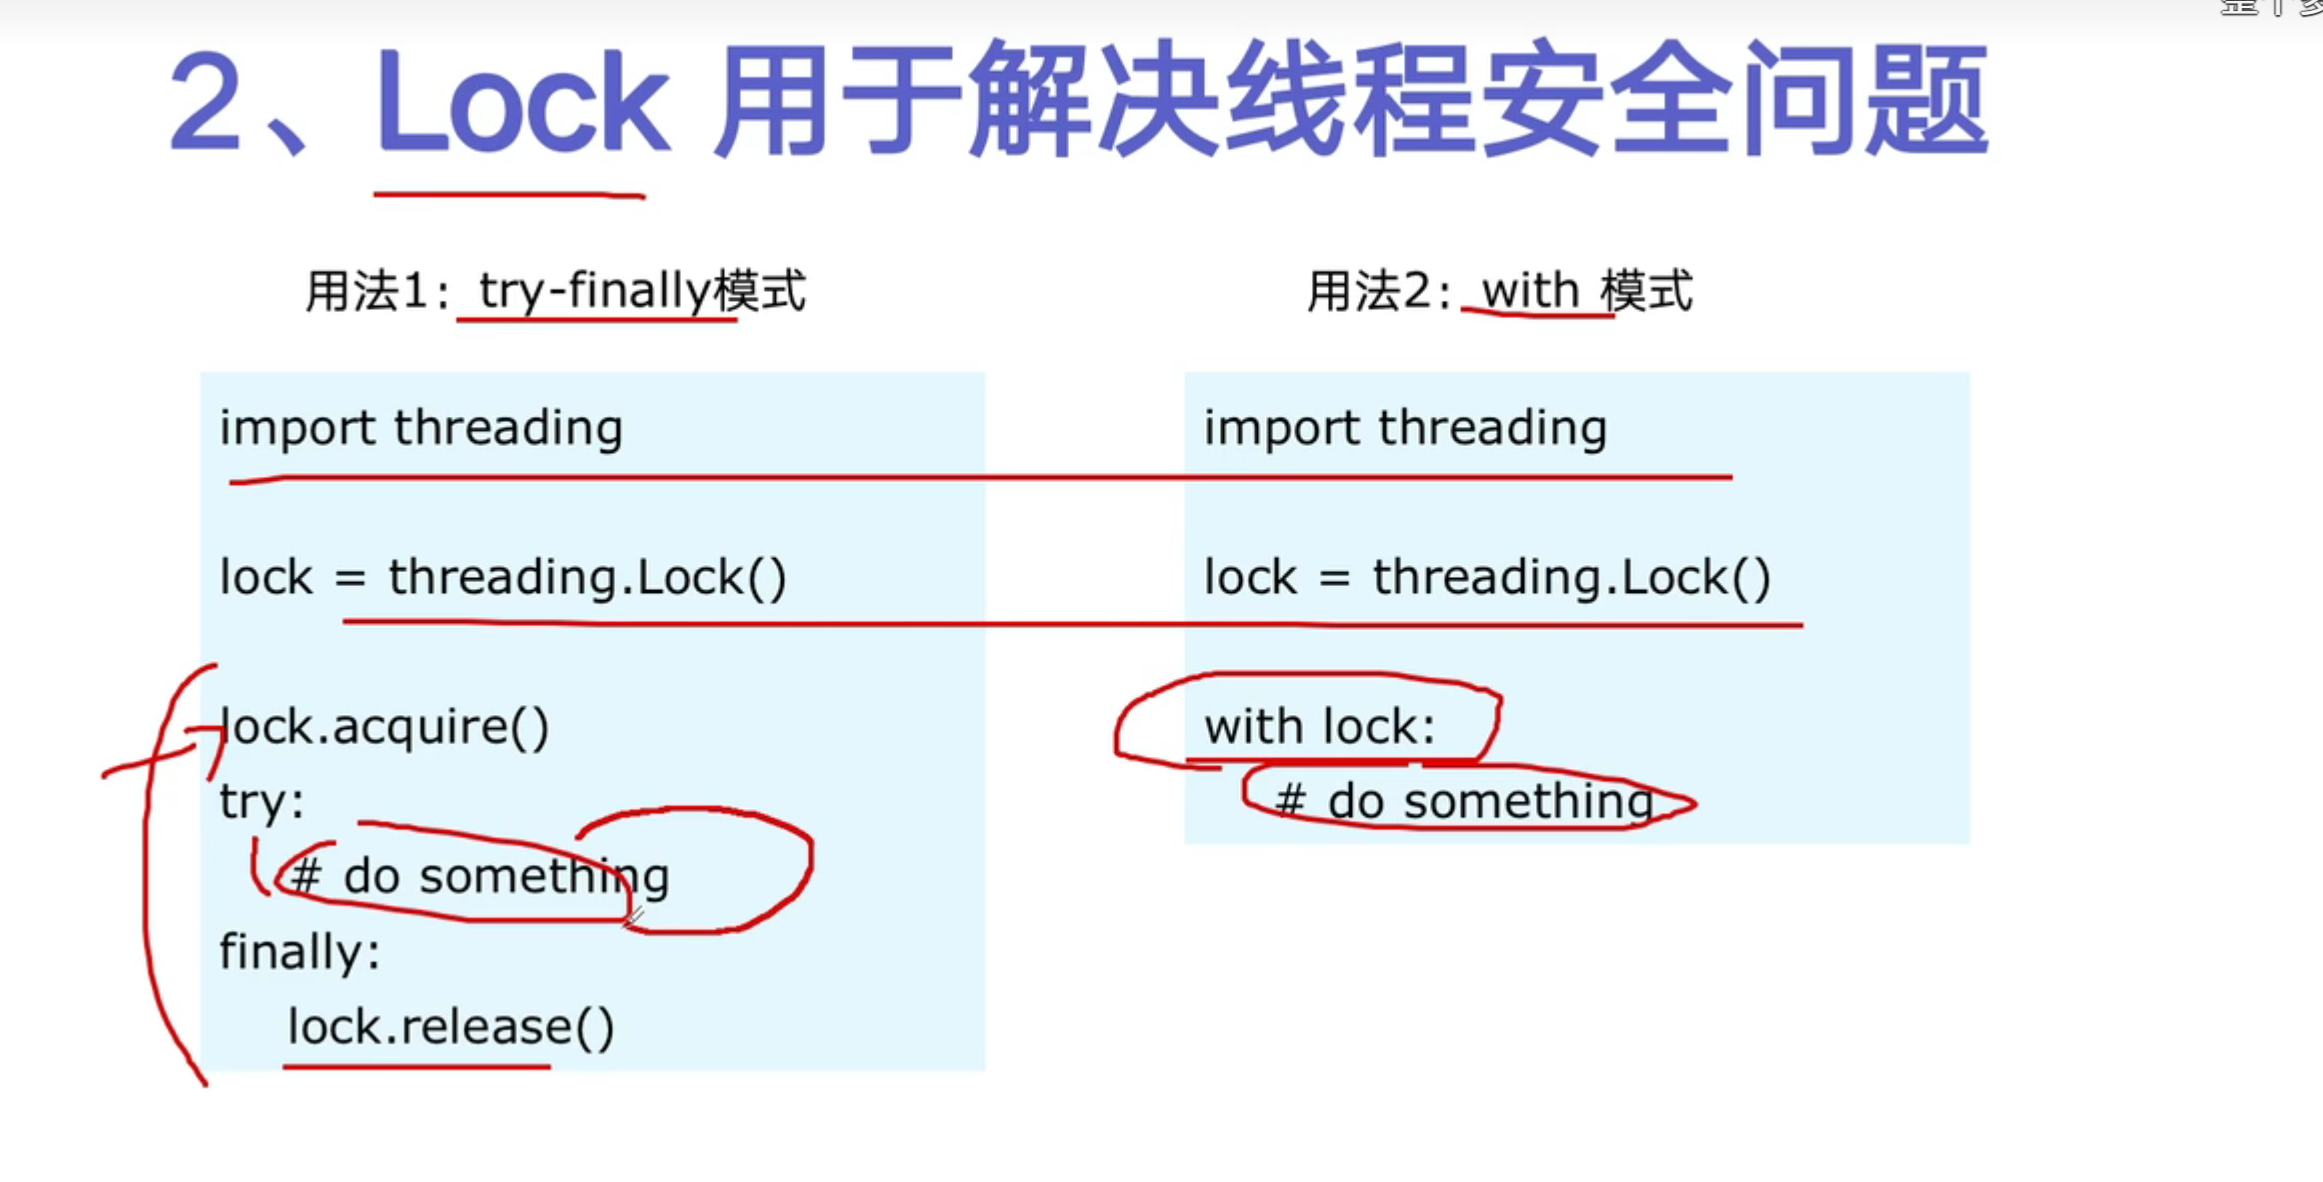 2、Lock 用于解决线程安全问题
用法1: try-finally模式
import threading
lock = threading.Lock()
lock.acquire()
try:
# do something
finally:
lock.release()
用法2: with 模式
import threading
lock = threading.Lock()
with lock:
# do something